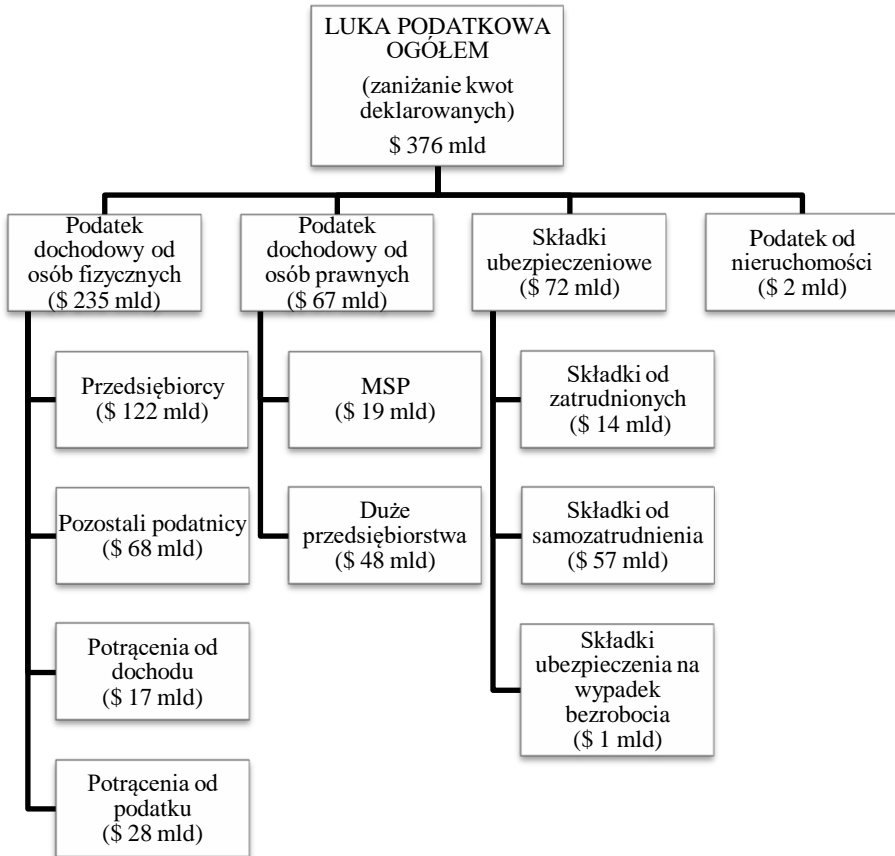 LUKA PODATKOWA
OGÓŁEM
(zaniżanie kwot
deklarowanych)
$ 376 mld
Podatek
dochodowy od
osób fizycznych
($ 235 mld)
Podatek
dochodowy od
osób prawnych
($ 67 mld)
Składki
ubezpieczeniowe
($ 72 mld)
Podatek od
nieruchomości
($ 2 mld)
Przedsiębiorcy
($ 122 mld)
Pozostali podatnicy
($ 68 mld)
Potrącenia od
dochodu
($ 17 mld)
Potrącenia od
podatku
($ 28 mld)
MSP
($ 19 mld)
Duże
przedsiębiorstwa
($ 48 mld)
Składki od
zatrudnionych
($ 14 mld)
Składki od
samozatrudnienia
($ 57 mld)
Składki
ubezpieczenia na
wypadek
bezrobocia
($ 1 mld)